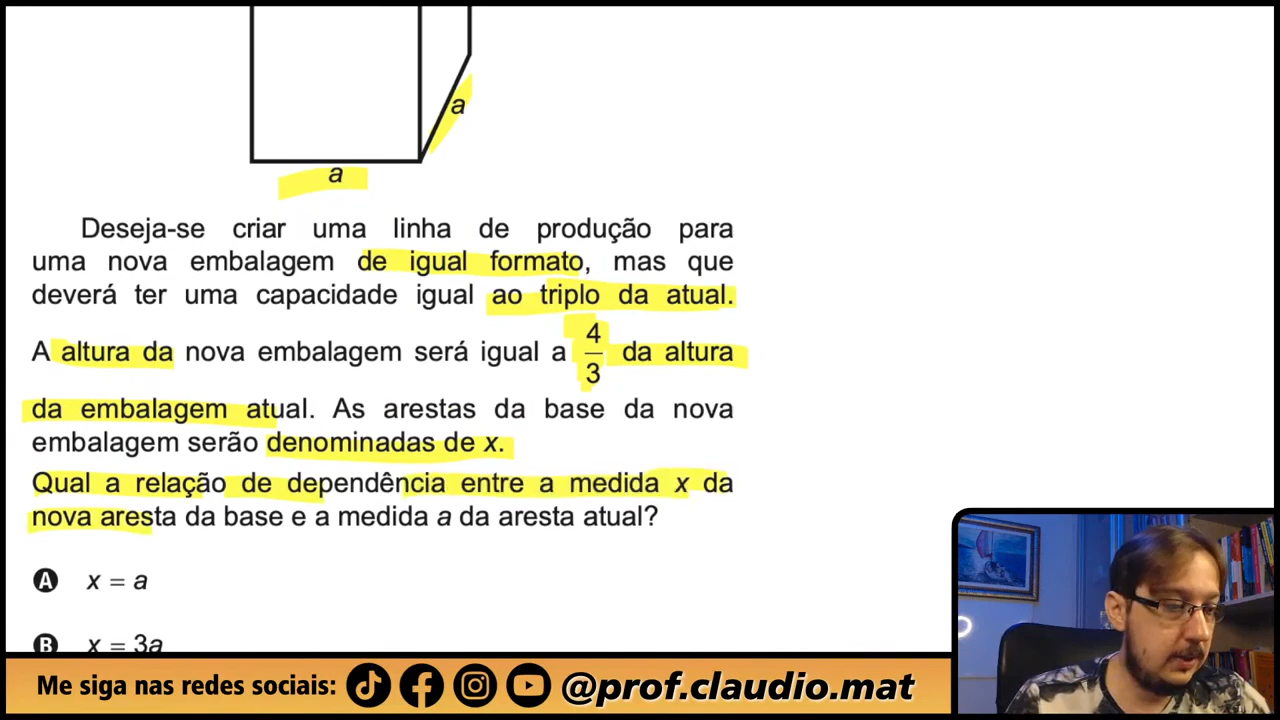 a
a
Deseja-se criar uma linha de produção para
uma nova embalagem de igual formato, mas que
deverá ter uma capacidade igual ao triplo da atual.
A altura da nova embalagem será igual a 4/3 da altura
da embalagem atual. As arestas da base da nova
embalagem serão denominadas de x.
Qual a relação de dependência entre a medida x da
nova aresta da base e a medida a da aresta atual?
A x = a
B x = 3a
Me siga nas redes sociais: @prof.claudio.mat